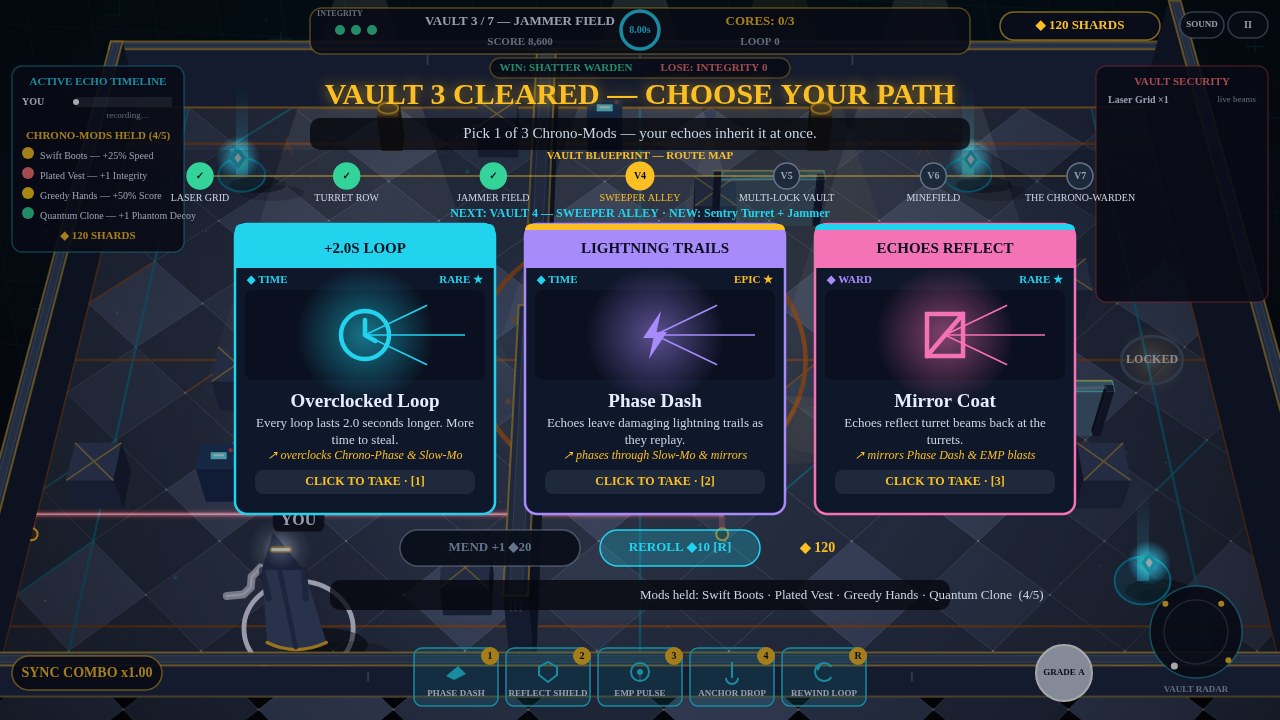 INTEGRITY
VAULT 3 / 7 — JAMMER FIELD
8.00s
CORES: 0/3
SCORE 8,600
LOOP 0
◆ 120 SHARDS
SOUND
II
WIN: SHATTER WARDEN
LOSE: INTEGRITY 0
ACTIVE ECHO TIMELINE
YOU
recording…
CHRONO-MODS HELD (4/5)
Swift Boots — +25% Speed
Plated Vest — +1 Integrity
Greedy Hands — +50% Score
Quantum Clone — +1 Phantom Decoy
◆ 120 SHARDS
VAULT SECURITY
Laser Grid ×1
live beams
VAULT 3 CLEARED — CHOOSE YOUR PATH
Pick 1 of 3 Chrono-Mods — your echoes inherit it at once.
VAULT BLUEPRINT — ROUTE MAP
✓ ✓ ✓ V4 V5 V6 V7
LASER GRID
TURRET ROW
JAMMER FIELD
SWEEPER ALLEY
MULTI-LOCK VAULT
MINEFIELD
THE CHRONO-WARDEN
NEXT: VAULT 4 — SWEEPER ALLEY · NEW: Sentry Turret + Jammer
+2.0S LOOP
◆ TIME
RARE ★
Overclocked Loop
Every loop lasts 2.0 seconds longer. More
time to steal.
↗ overclocks Chrono-Phase & Slow-Mo
CLICK TO TAKE · [1]
LIGHTNING TRAILS
◆ TIME
EPIC ★
Phase Dash
Echoes leave damaging lightning trails as
they replay.
↗ phases through Slow-Mo & mirrors
CLICK TO TAKE · [2]
ECHOES REFLECT
◆ WARD
RARE ★
Mirror Coat
Echoes reflect turret beams back at the
turrets.
↗ mirrors Phase Dash & EMP blasts
CLICK TO TAKE · [3]
LOCKED
YOU
MEND +1 ◆20
REROLL ◆10 [R]
◆ 120
Mods held: Swift Boots · Plated Vest · Greedy Hands · Quantum Clone (4/5)
SYNC COMBO x1.00
1
PHASE DASH
2
REFLECT SHIELD
3
EMP PULSE
4
ANCHOR DROP
R
REWIND LOOP
GRADE A
VAULT RADAR